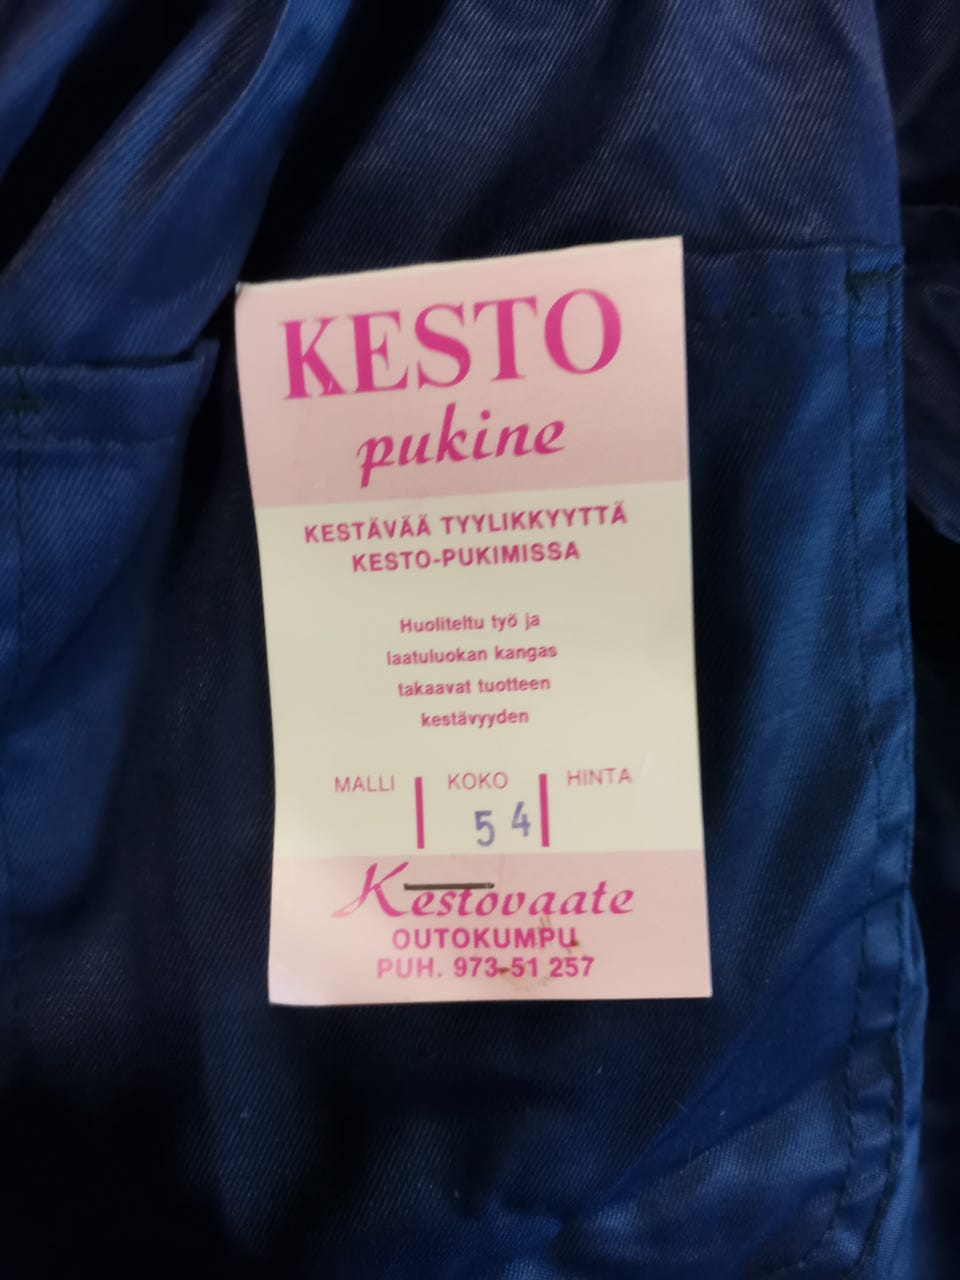 KESTO
pukine
KESTÄVÄÄ TYYLIKKYYTTÄ
KESTO-PUKIMISSA
Huoliteltu työ ja
laatuluokan kangas
takaavat tuotteen
kestävyyden
MALLI KOKO HINTA
54
Kestovaate
OUTOKUMPU
PUH. 973-51 257